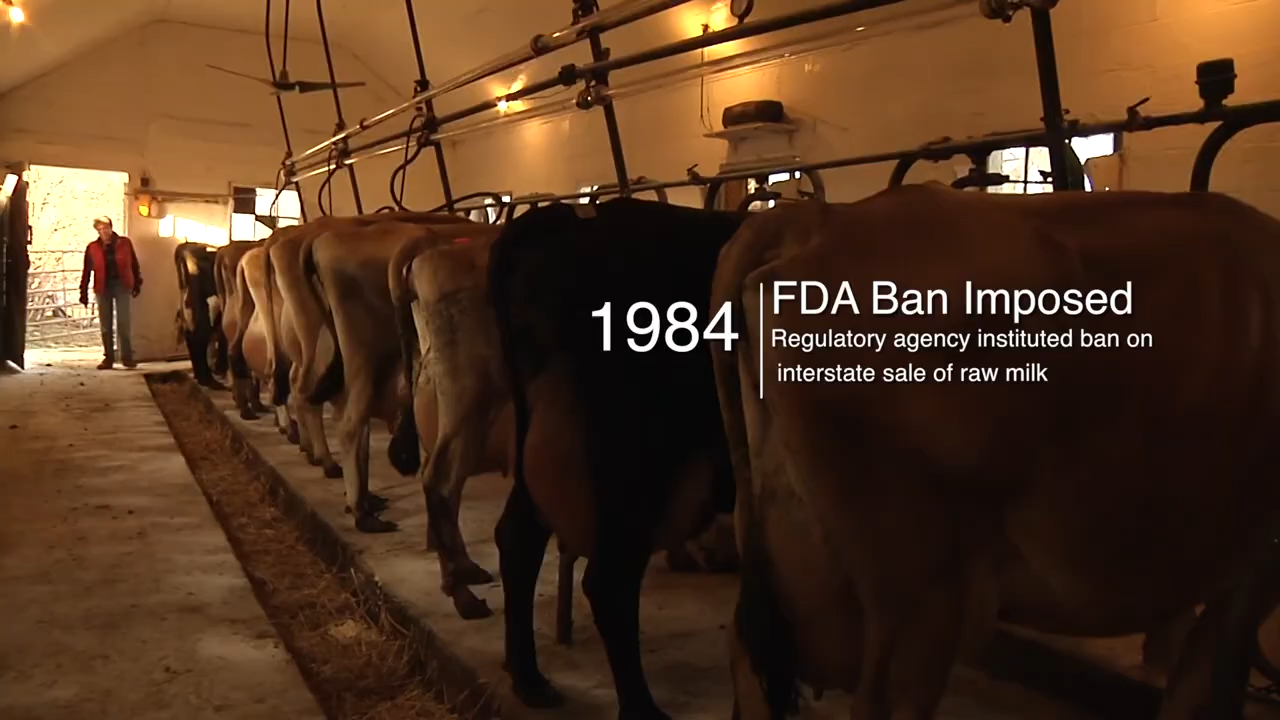 1984
FDA Ban Imposed
Regulatory agency instituted ban on
interstate sale of raw milk